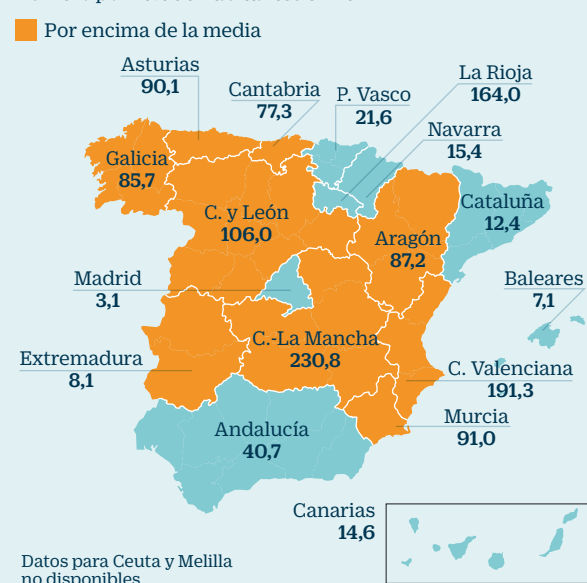 Por encima de la media
Asturias
90,1
Cantabria
77,3
P. Vasco
21,6
La Rioja
164,0
Navarra
15,4
Galicia
85,7
C. y León
106,0
Aragón
87,2
Cataluña
12,4
Madrid
3,1
Baleares
7,1
C.-La Mancha
230,8
Extremadura
8,1
C. Valenciana
191,3
Andalucía
40,7
Murcia
91,0
Canarias
14,6
Datos para Ceuta y Melilla
no disponibles